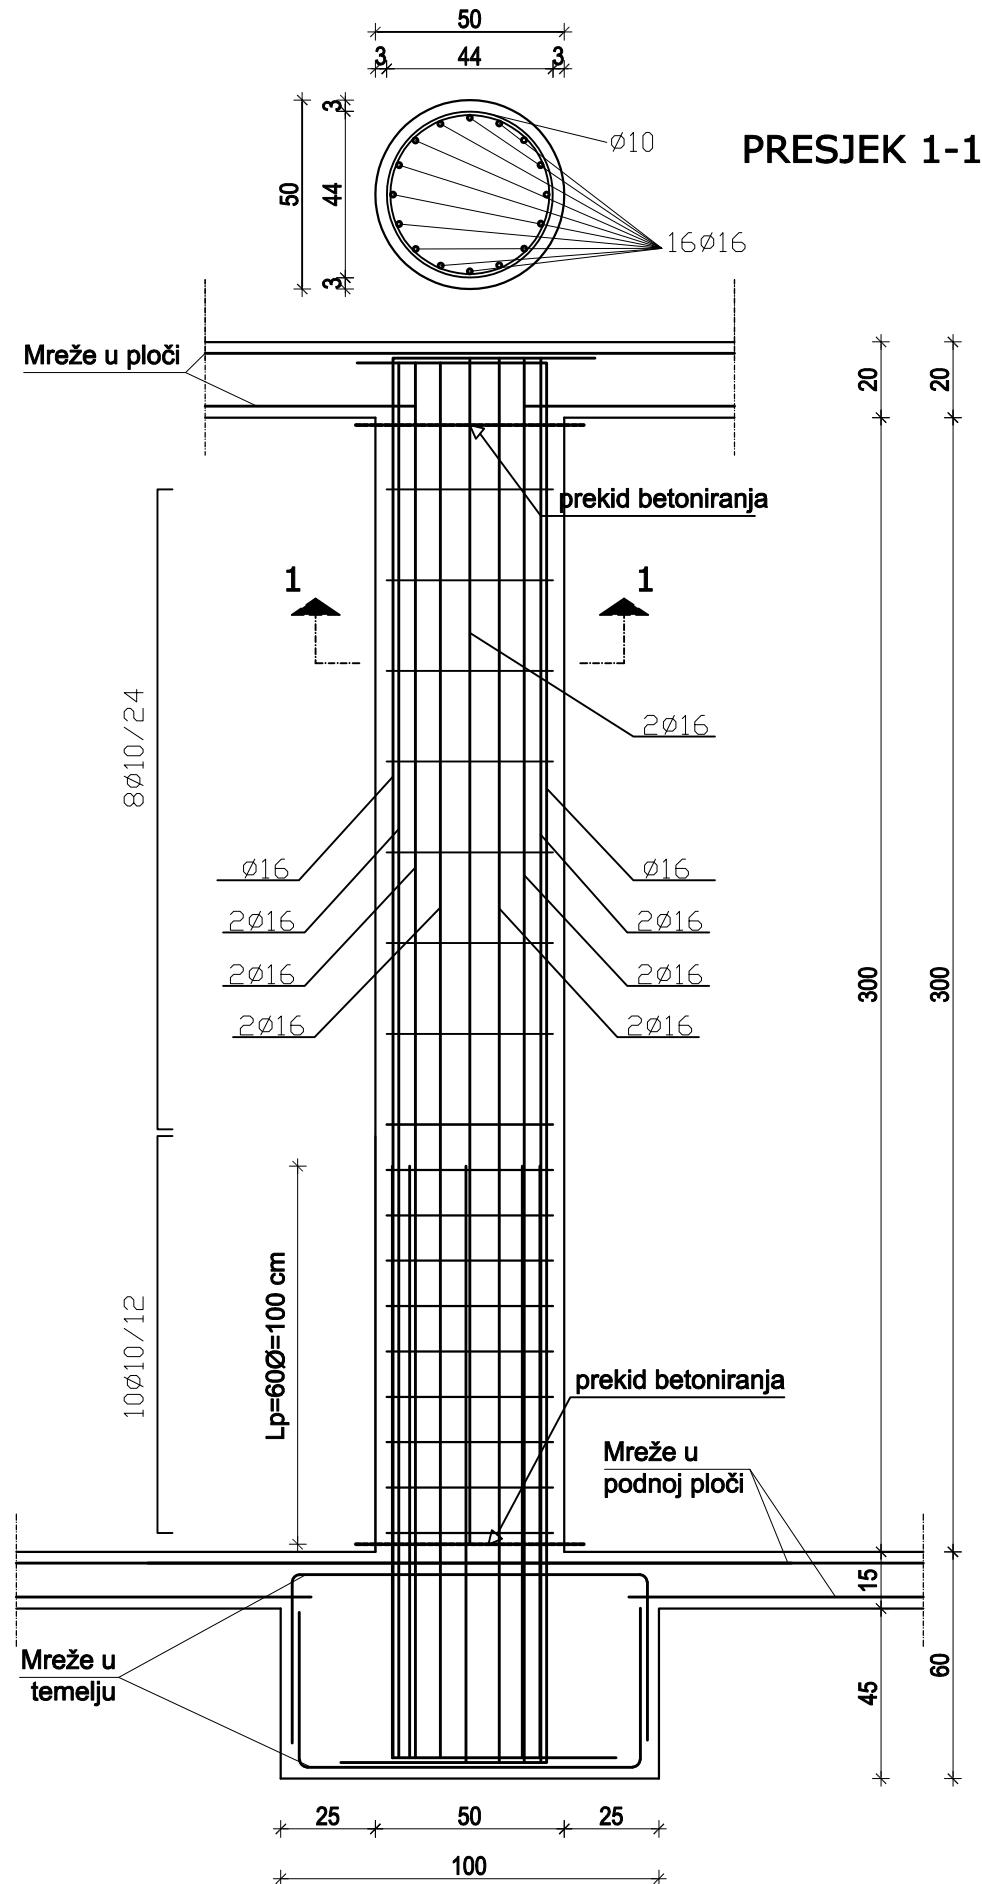 50
3
44
3
3
50
44
3
Ø10
PRESJEK 1-1
16Ø16
Mreže u ploči
20
20
prekid betoniranja
1
1
2Ø16
8Ø10/24
Ø16
Ø16
2Ø16
2Ø16
2Ø16
2Ø16
2Ø16
2Ø16
300
300
Lp=60Ø=100 cm
10Ø10/12
prekid betoniranja
Mreže u
podnoj ploči
15
Mreže u
temelju
45
60
25
50
25
100